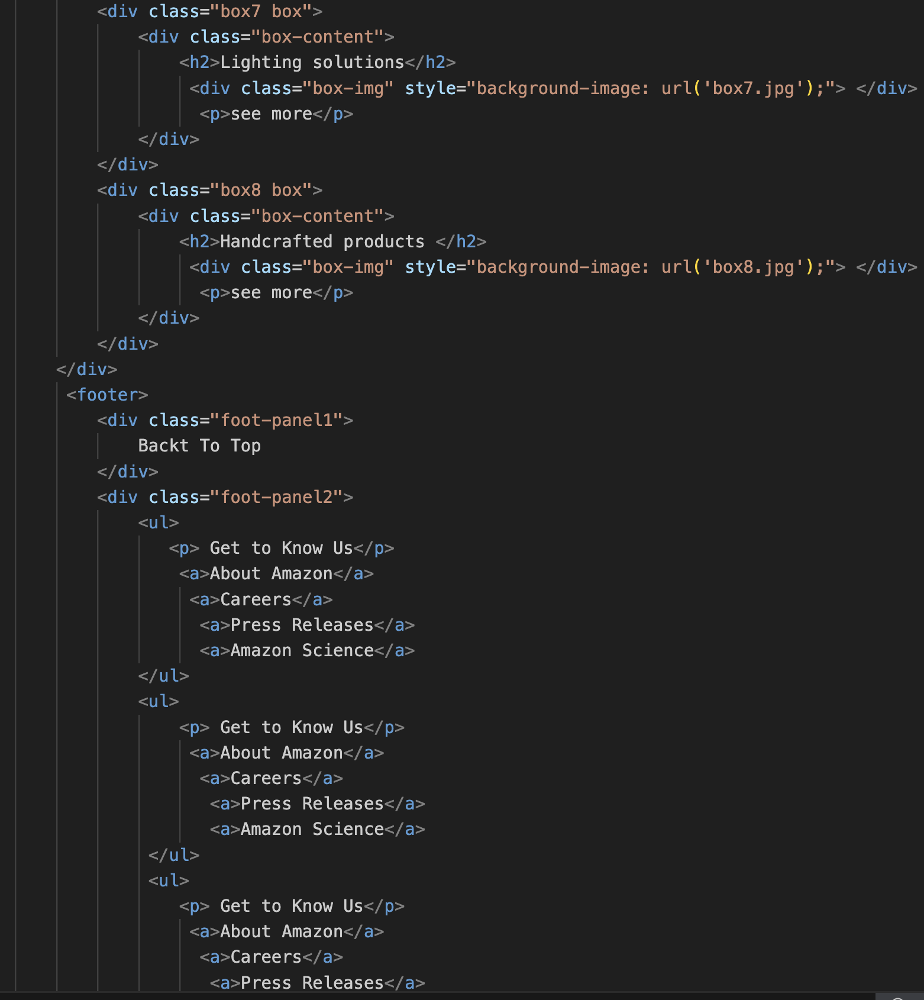 <div class="box7 box">
<div class="box-content">
<h2>Lighting solutions</h2>
<div class="box-img" style="background-image: url('box7.jpg');"> </div>
<p>see more</p>
</div>
</div>
<div class="box8 box">
<div class="box-content">
<h2>Handcrafted products </h2>
<div class="box-img" style="background-image: url('box8.jpg');"> </div>
<p>see more</p>
</div>
</div>
</div>
<footer>
<div class="foot-panel1">
Backt To Top
</div>
<div class="foot-panel2">
<ul>
<p> Get to Know Us</p>
<a>About Amazon</a>
<a>Careers</a>
<a>Press Releases</a>
<a>Amazon Science</a>
</ul>
<ul>
<p> Get to Know Us</p>
<a>About Amazon</a>
<a>Careers</a>
<a>Press Releases</a>
<a>Amazon Science</a>
</ul>
<ul>
<p> Get to Know Us</p>
<a>About Amazon</a>
<a>Careers</a>
<a>Press Releases</a>